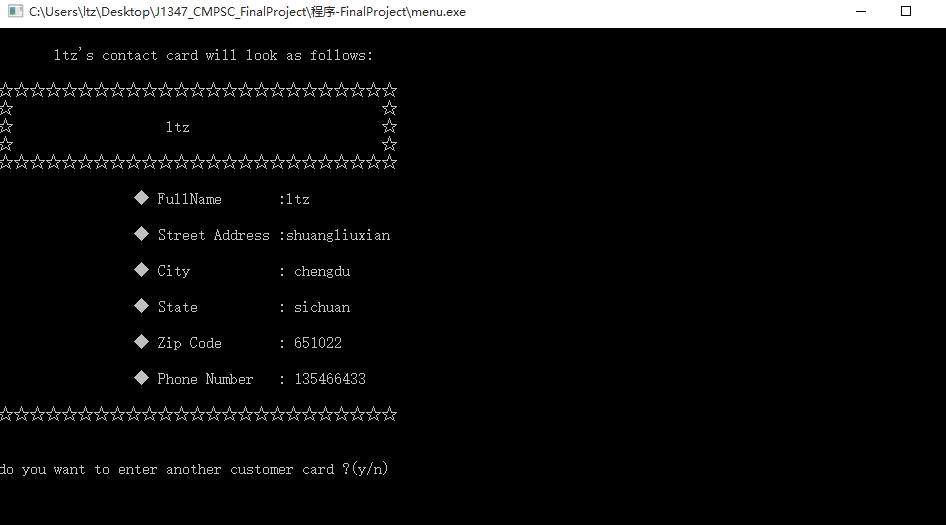 C:\Users\ltz\Desktop\J1347_CMPSC_FinalProject\程序-FinalProject\menu.exe
ltz's contact card will look as follows:
☆☆☆☆☆☆☆☆☆☆☆☆☆☆☆☆☆☆☆☆☆☆☆☆☆
☆ ☆
☆ ltz ☆
☆ ☆
☆☆☆☆☆☆☆☆☆☆☆☆☆☆☆☆☆☆☆☆☆☆☆☆☆
◆ FullName :ltz
◆ Street Address :shuangliuxian
◆ City : chengdu
◆ State : sichuan
◆ Zip Code : 651022
◆ Phone Number : 135466433
☆☆☆☆☆☆☆☆☆☆☆☆☆☆☆☆☆☆☆☆☆☆☆☆☆
do you want to enter another customer card ?(y/n)